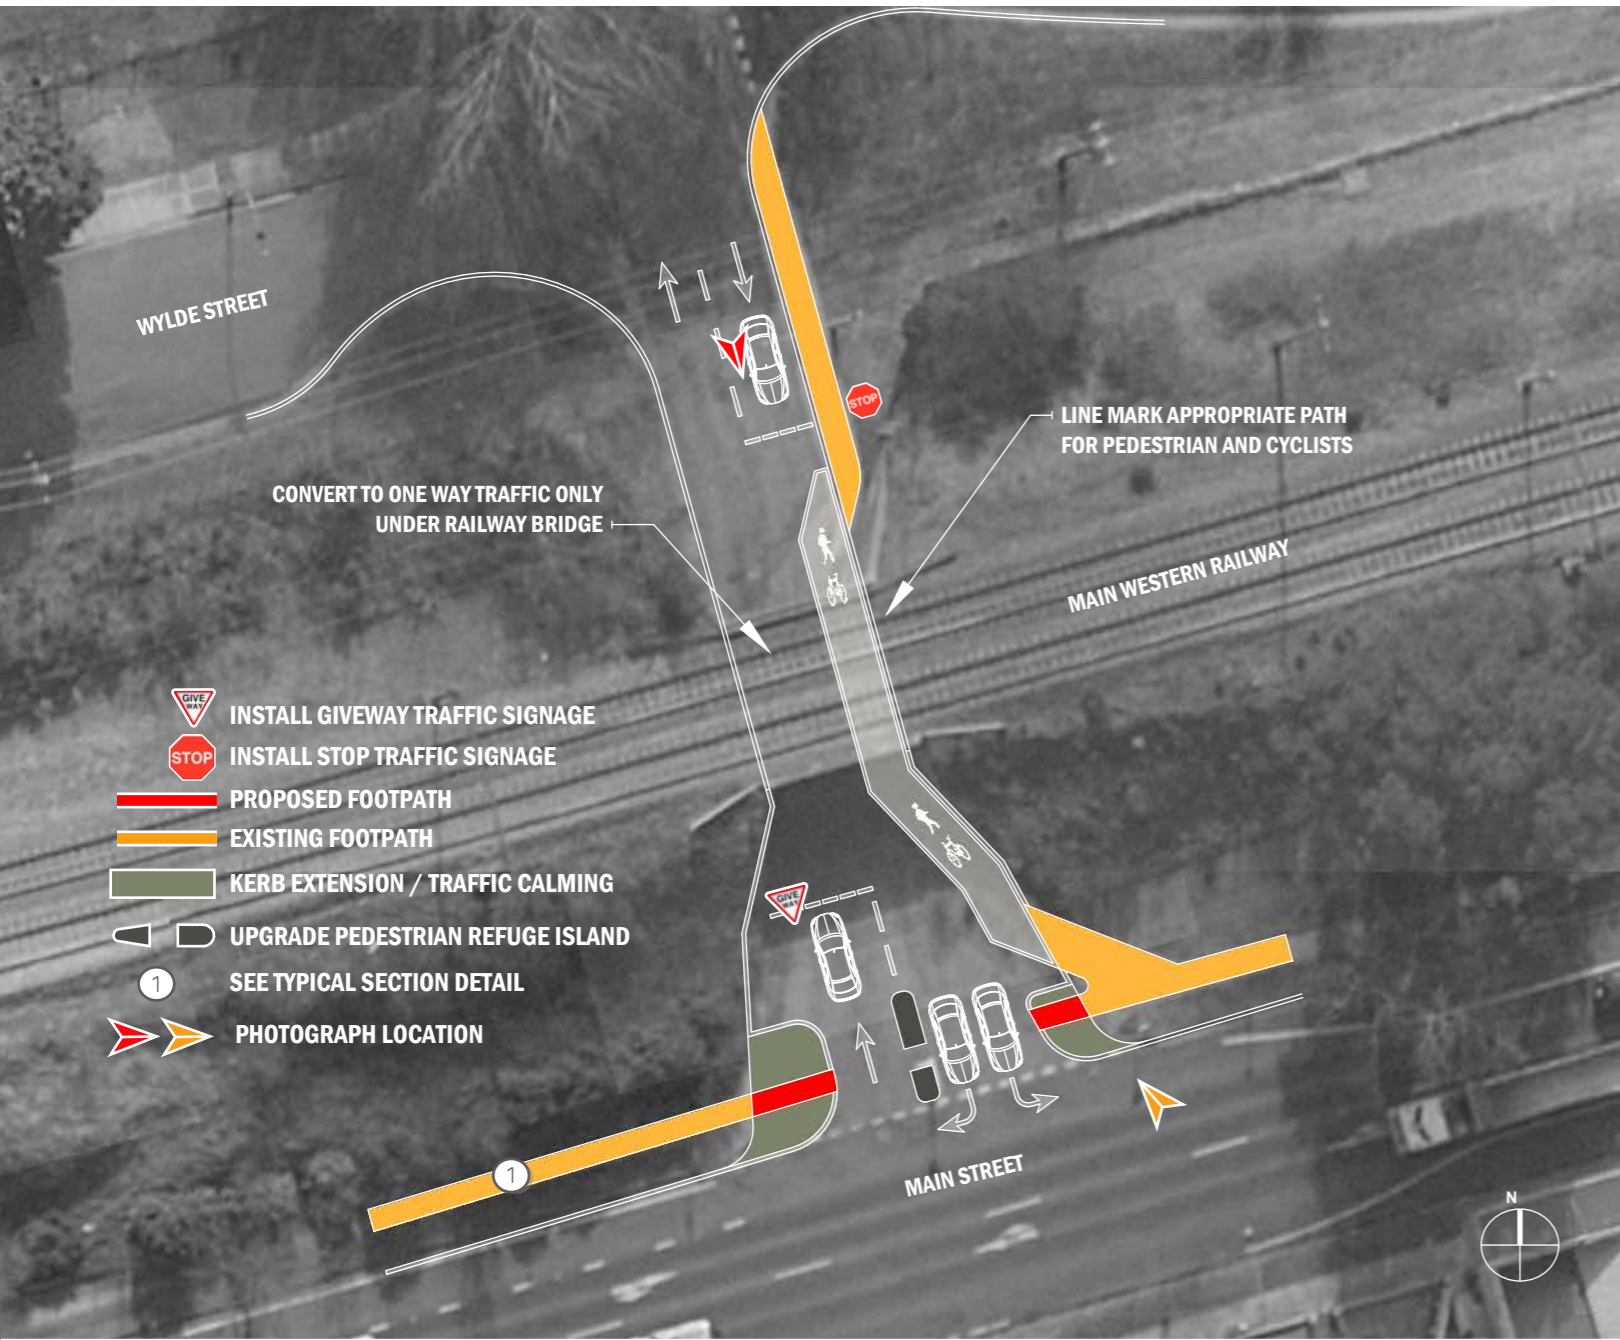 WYLDE STREET
STOP
LINE MARK APPROPRIATE PATH
FOR PEDESTRIAN AND CYCLISTS
CONVERT TO ONE WAY TRAFFIC ONLY
UNDER RAILWAY BRIDGE
MAIN WESTERN RAILWAY
GIVE
WAY
INSTALL GIVEWAY TRAFFIC SIGNAGE
STOP
INSTALL STOP TRAFFIC SIGNAGE
PROPOSED FOOTPATH
EXISTING FOOTPATH
KERB EXTENSION / TRAFFIC CALMING
UPGRADE PEDESTRIAN REFUGE ISLAND
1
SEE TYPICAL SECTION DETAIL
PHOTOGRAPH LOCATION
GIVE
WAY
1
MAIN STREET
N